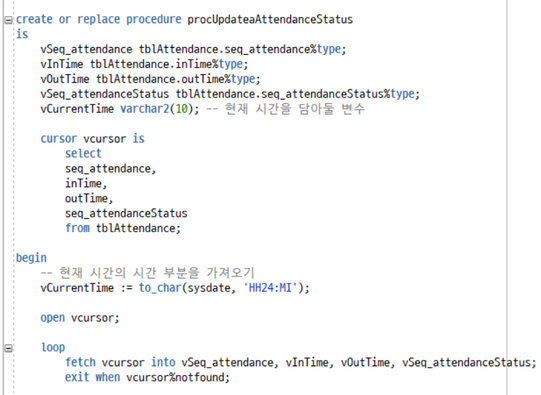 create or replace procedure procUpdateaAttendanceStatus
is
vSeq_attendance tblAttendance.seq_attendance%type;
vInTime tblAttendance.inTime%type;
vOutTime tblAttendance.outTime%type;
vSeq_attendanceStatus tblAttendance.seq_attendanceStatus%type;
vCurrentTime varchar2(10); -- 현재 시간을 담아둘 변수
cursor vcursor is
select
seq_attendance,
inTime,
outTime,
seq_attendanceStatus
from tblAttendance;
begin
-- 현재 시간의 시간 부분을 가져오기
vCurrentTime := to_char(sysdate, 'HH24:MI');
open vcursor;
loop
fetch vcursor into vSeq_attendance, vInTime, vOutTime, vSeq_attendanceStatus;
exit when vcursor%notfound;